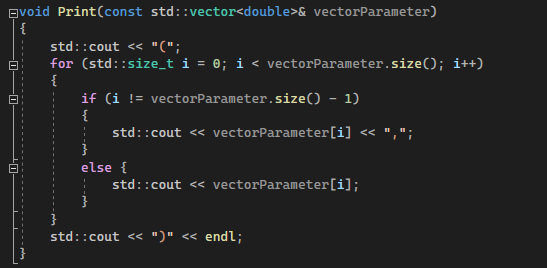 void Print(const std::vector<double>& vectorParameter)
{
    std::cout << "(";
    for (std::size_t i = 0; i < vectorParameter.size(); i++)
    {
        if (i != vectorParameter.size() - 1)
        {
            std::cout << vectorParameter[i] << ",";
        }
        else {
            std::cout << vectorParameter[i];
        }
    }
    std::cout << ")" << endl;
}